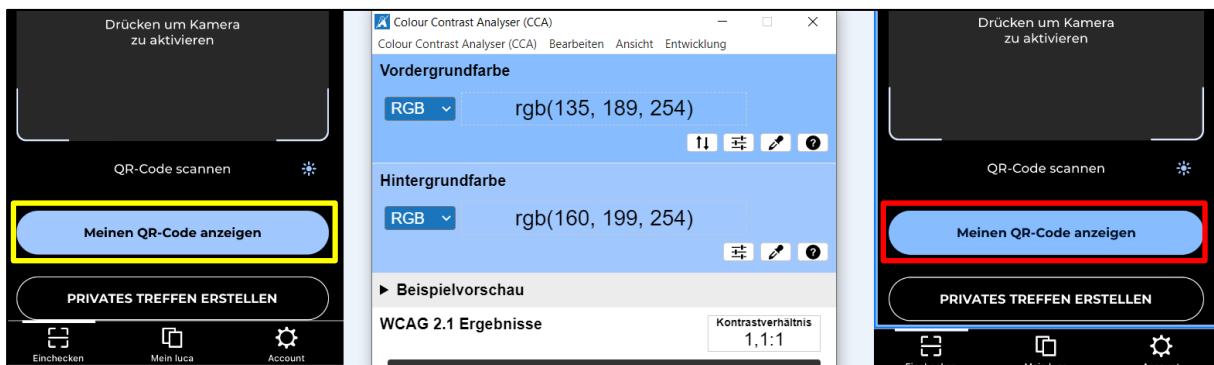 Drücken um Kamera
zu aktivieren
QR-Code scannen
Meinen QR-Code anzeigen
PRIVATES TREFFEN ERSTELLEN
Einchecken
Mein luca
Account
Colour Contrast Analyser (CCA)
Colour Contrast Analyser (CCA) Bearbeiten Ansicht Entwicklung
Vordergrundfarbe
RGB rgb(135, 189, 254)
Hintergrundfarbe
RGB rgb(160, 199, 254)
Beispielvorschau
WCAG 2.1 Ergebnisse
Kontrastverhältnis
1,1:1
Drücken um Kamera
zu aktivieren
QR-Code scannen
Meinen QR-Code anzeigen
PRIVATES TREFFEN ERSTELLEN